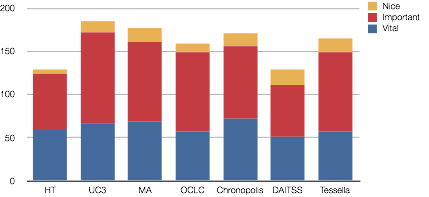 200
150
100
50
0
HT UC3 MA OCLC Chronopolis DAITSS Tessella
Nice
Important
Vital